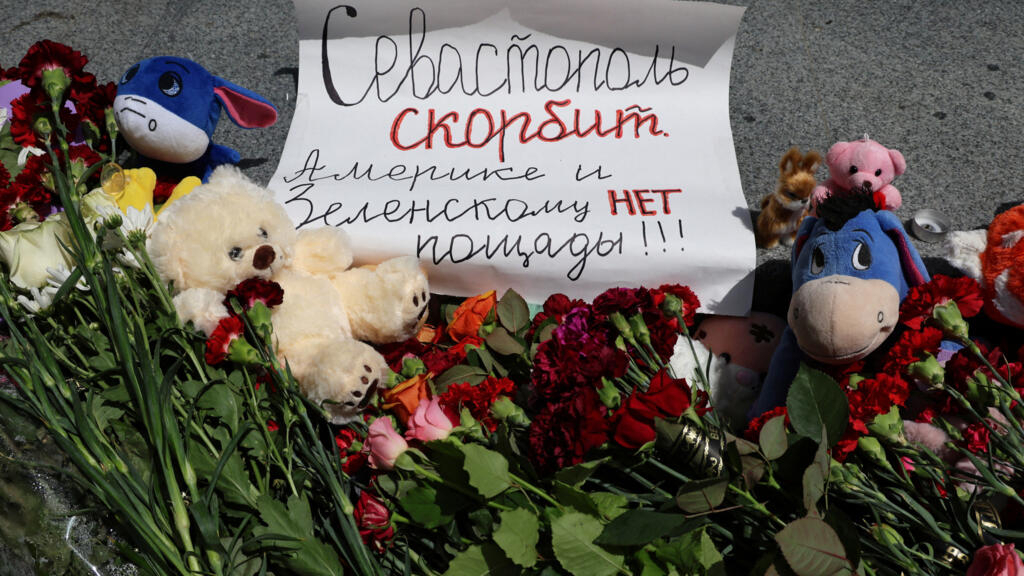 Севастополь
скорбит.
Америке и
Зеленскому НЕТ
пощады!!!